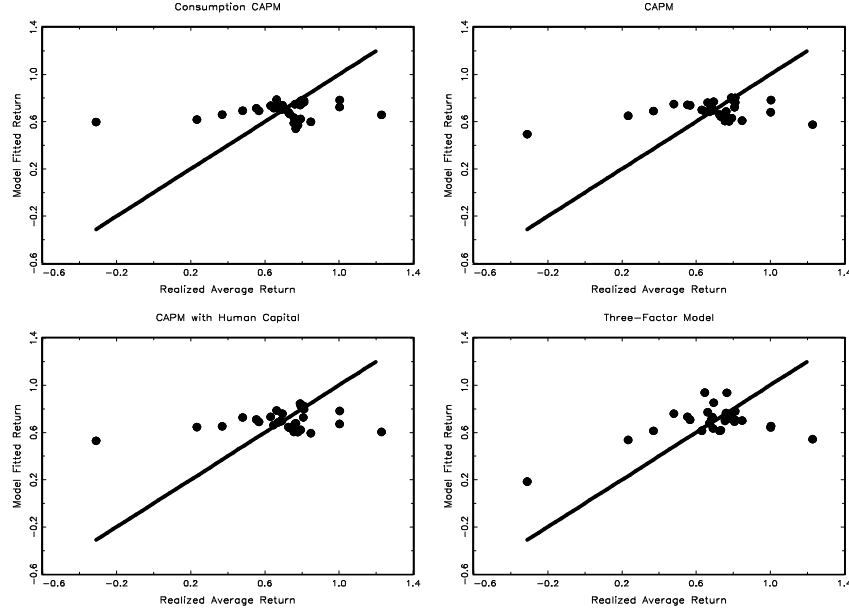 Consumption CAPM
Model Fitted Return
1.4
1.0
0.6
0.2
−0.2
−0.6
−0.6 −0.2 0.2 0.6 1.0 1.4
Realized Average Return
CAPM
Model Fitted Return
1.4
1.0
0.6
0.2
−0.2
−0.6
−0.6 −0.2 0.2 0.6 1.0 1.4
Realized Average Return
CAPM with Human Capital
Model Fitted Return
1.4
1.0
0.6
0.2
−0.2
−0.6
−0.6 −0.2 0.2 0.6 1.0 1.4
Realized Average Return
Three−Factor Model
Model Fitted Return
1.4
1.0
0.6
0.2
−0.2
−0.6
−0.6 −0.2 0.2 0.6 1.0 1.4
Realized Average Return